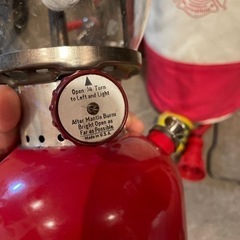 Open ¼ Turn
to Left and Light
After Mantle Burns
Bright Open as
Far as Possible
Made in U.S.A.